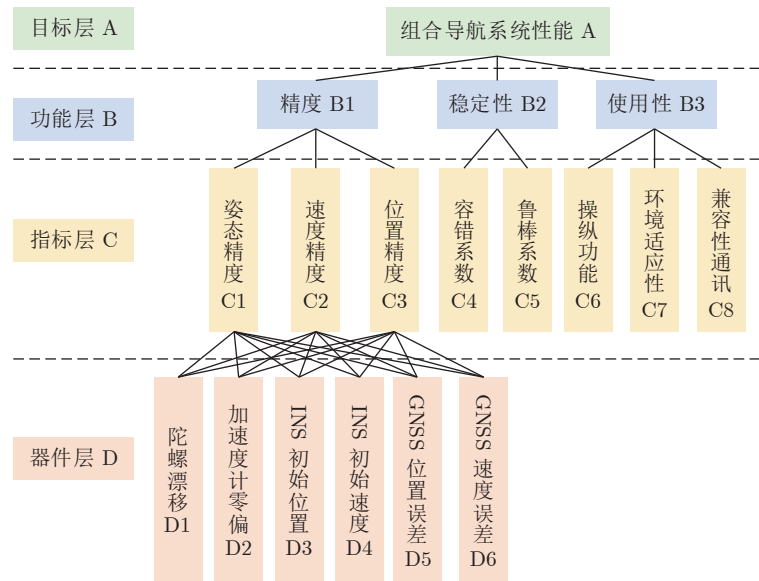 目标层 A
组合导航系统性能 A
功能层 B
精度 B1
稳定性 B2
使用性 B3
指标层 C
姿态精度 C1
速度精度 C2
位置精度 C3
容错系数 C4
鲁棒系数 C5
操纵功能 C6
环境适应性 C7
兼容性通讯 C8
器件层 D
陀螺漂移 D1
加速度计零偏 D2
INS 初始位置 D3
INS 初始速度 D4
GNSS 位置误差 D5
GNSS 速度误差 D6